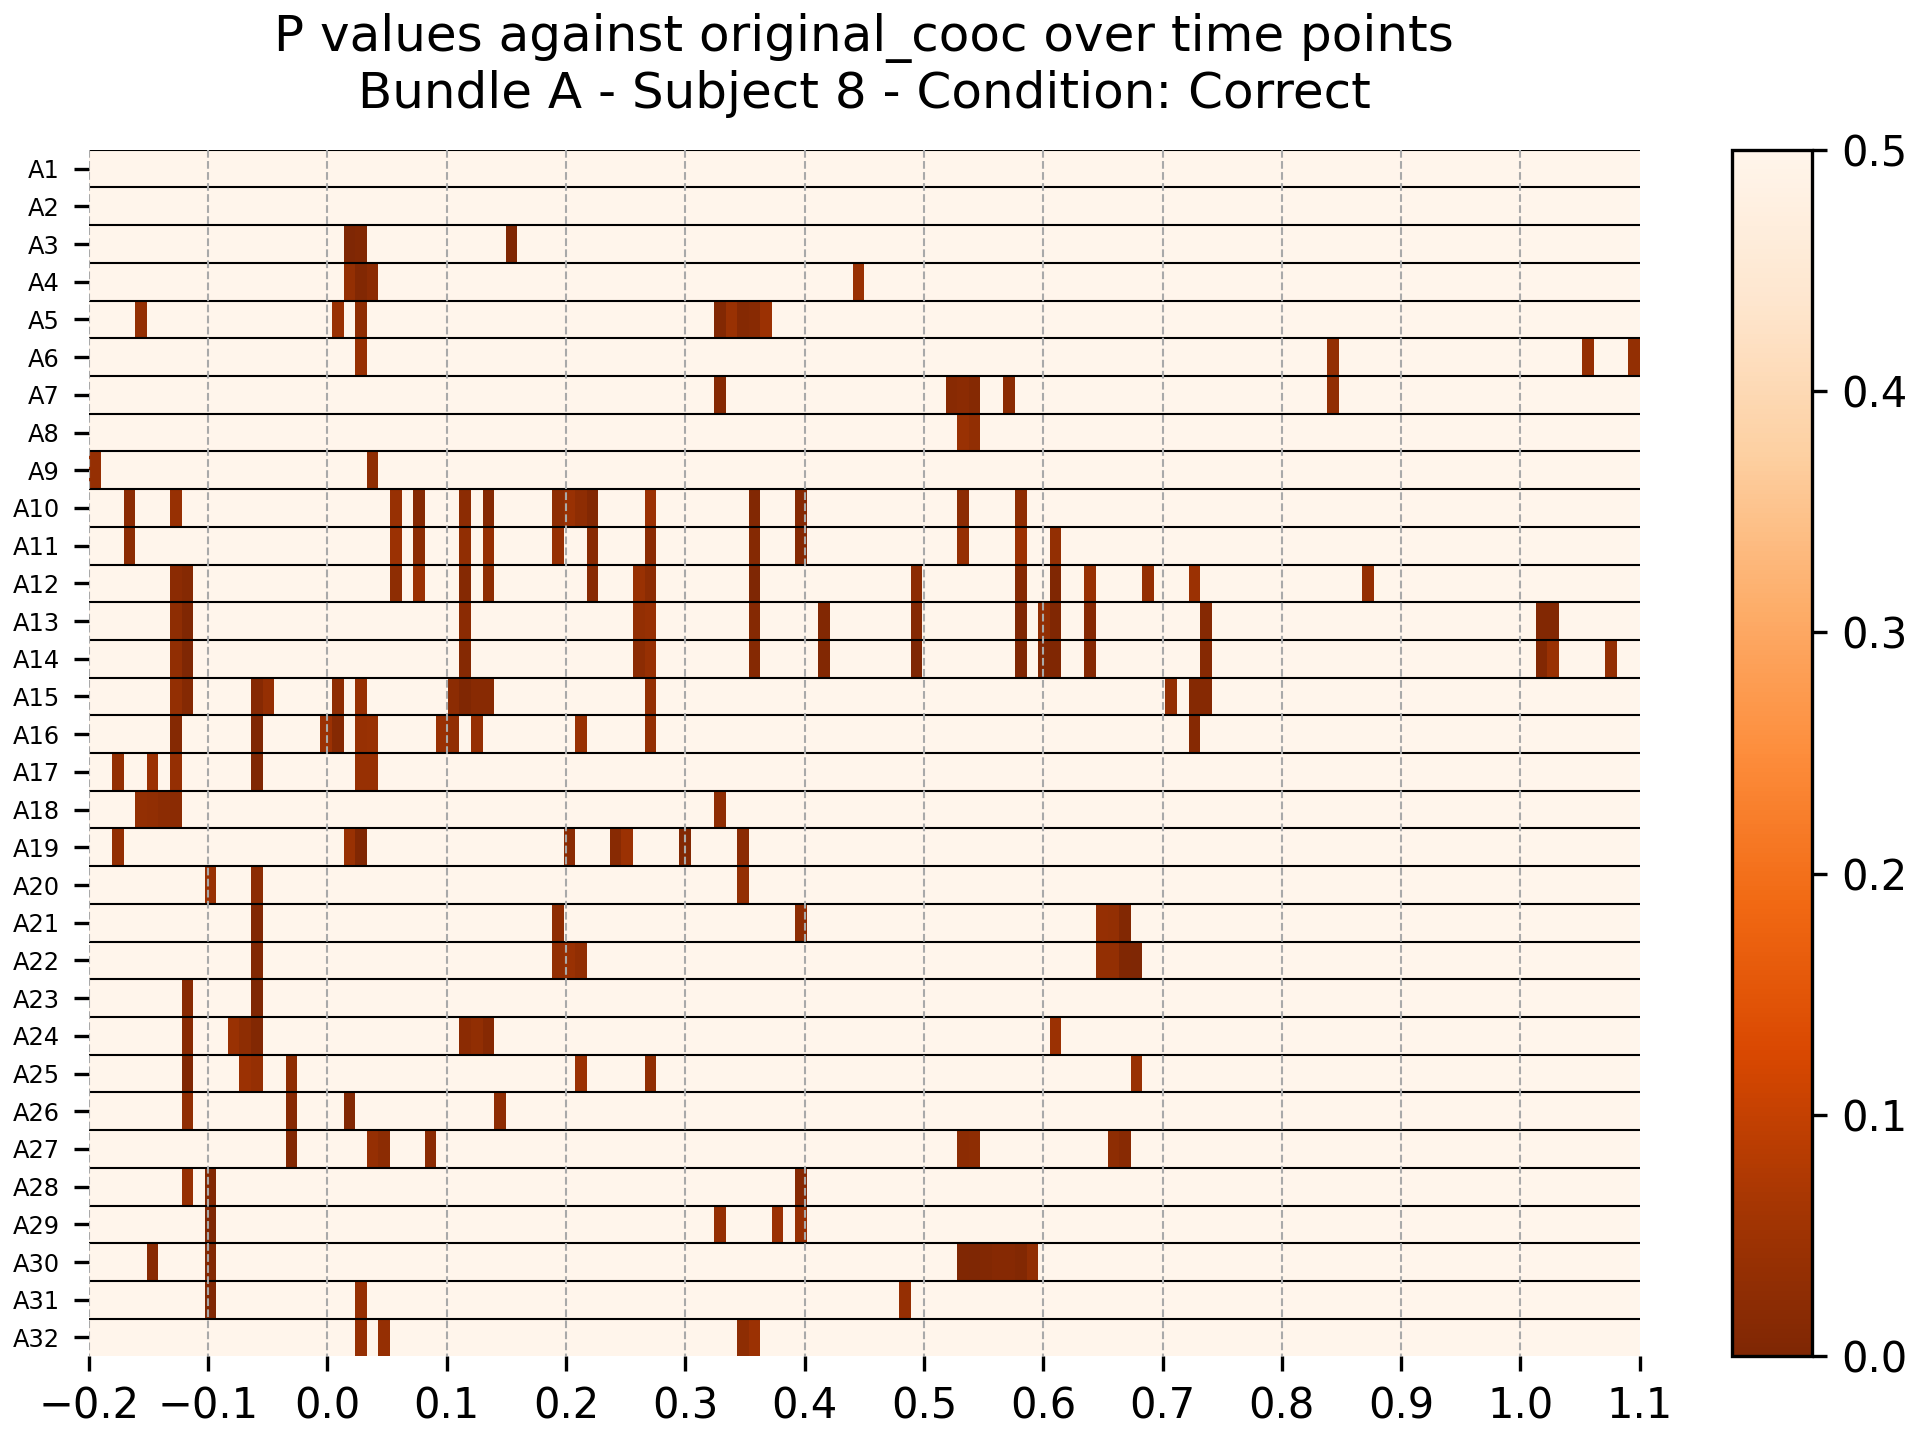 P values against original_cooc over time points
Bundle A - Subject 8 - Condition: Correct
A1
A2
A3
A4
A5
A6
A7
A8
A9
A10
A11
A12
A13
A14
A15
A16
A17
A18
A19
A20
A21
A22
A23
A24
A25
A26
A27
A28
A29
A30
A31
A32
−0.2 −0.1 0.0 0.1 0.2 0.3 0.4 0.5 0.6 0.7 0.8 0.9 1.0 1.1
0.5
0.4
0.3
0.2
0.1
0.0